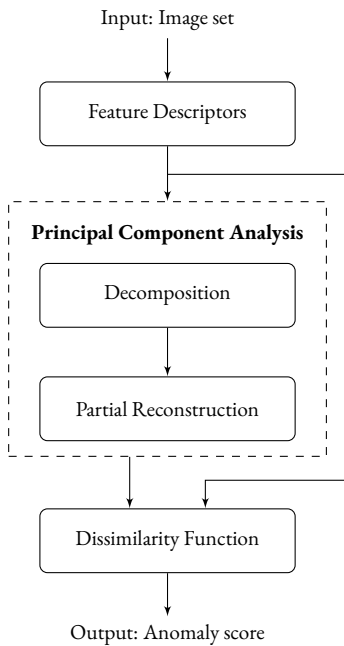 Input: Image set
Feature Descriptors
Principal Component Analysis
Decomposition
Partial Reconstruction
Dissimilarity Function
Output: Anomaly score